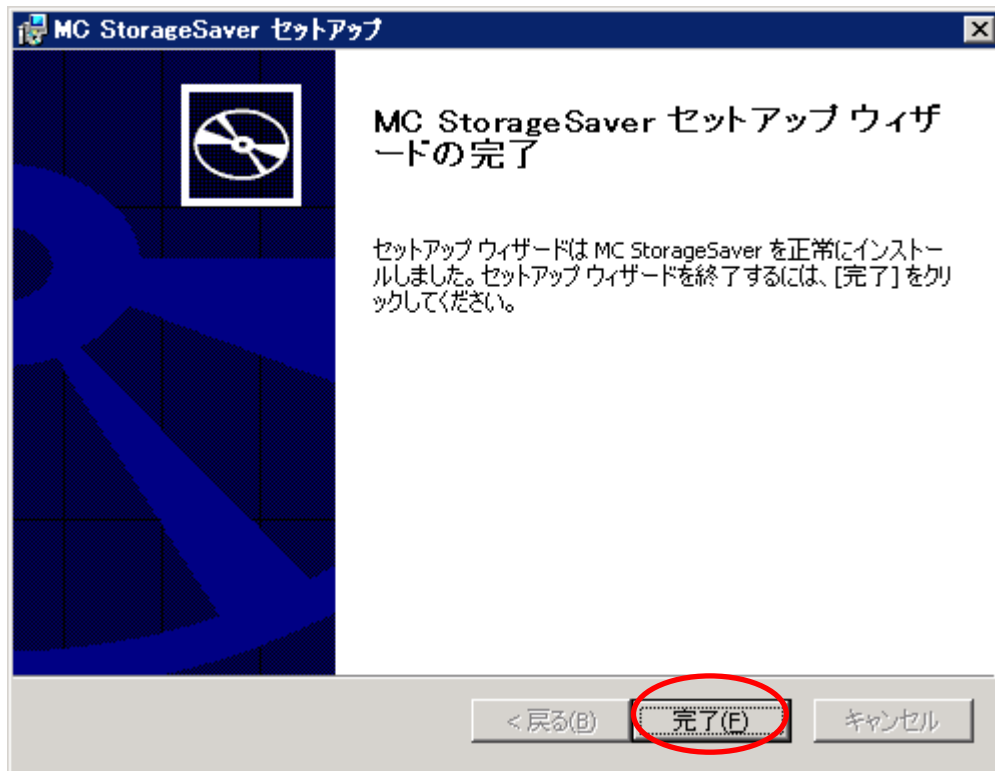 MC StorageSaver セットアップ
MC StorageSaver セットアップ ウィザ
ードの完了
セットアップ ウィザードは MC StorageSaver を正常にインストー
ルしました。セットアップ ウィザードを終了するには、[完了] をクリ
ックしてください。
< 戻る(B) 完了(F) キャンセル